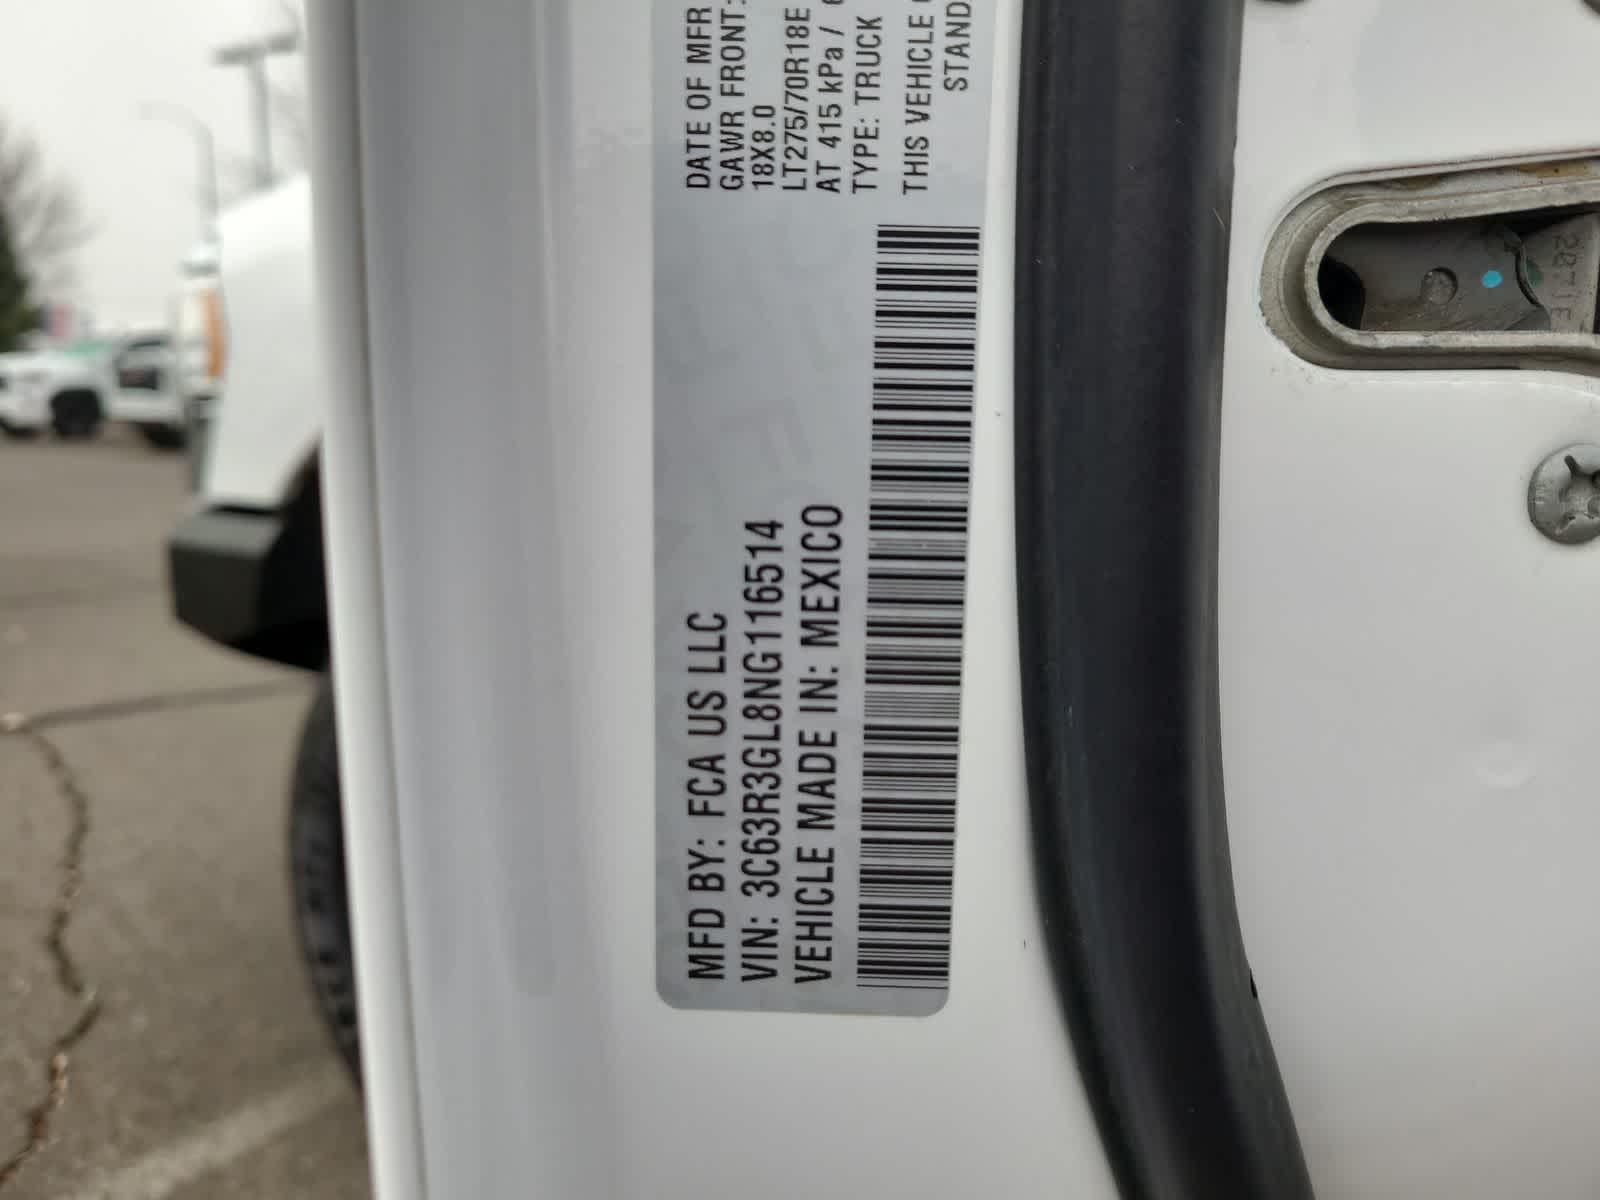 MFD BY: FCA US LLC
VIN: 3C63R3GL8NG116514
VEHICLE MADE IN: MEXICO
DATE OF MFR
GAWR FRONT:
18X8.0
LT275/70R18E
AT 415 kPa /
TYPE: TRUCK
THIS VEHICLE
STAND